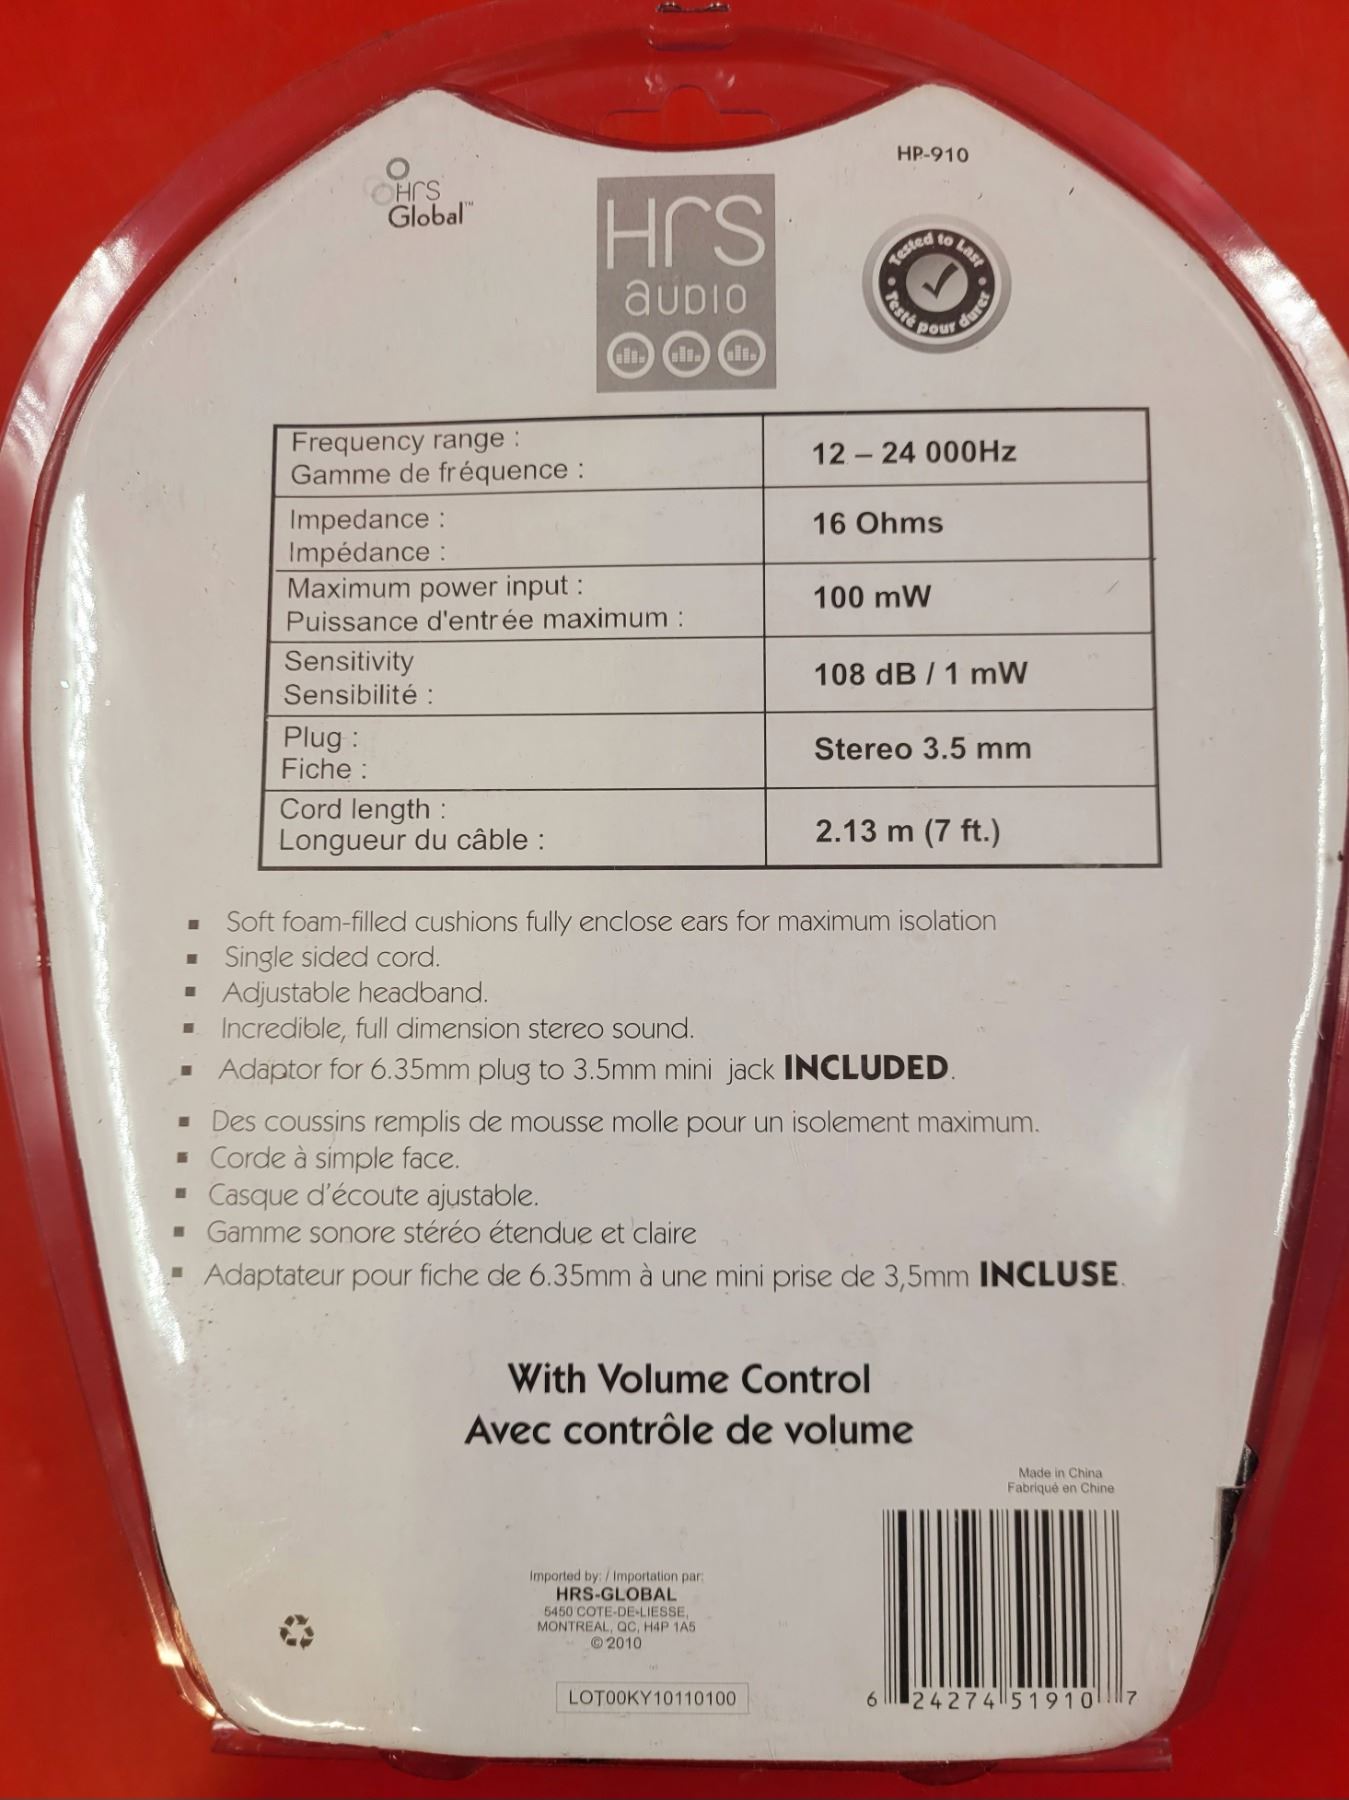 HRS
Global™
HRS
AUDIO
HP-910
Tested to Last
Testé pour durer
Frequency range :
Gamme de fréquence :
12 – 24 000Hz
Impedance :
Impédance :
16 Ohms
Maximum power input :
Puissance d'entrée maximum :
100 mW
Sensitivity
Sensibilité :
108 dB / 1 mW
Plug :
Fiche :
Stereo 3.5 mm
Cord length :
Longueur du câble :
2.13 m (7 ft.)
▪ Soft foam-filled cushions fully enclose ears for maximum isolation
▪ Single sided cord.
▪ Adjustable headband.
▪ Incredible, full dimension stereo sound.
▪ Adaptor for 6.35mm plug to 3.5mm mini jack INCLUDED.
▪ Des coussins remplis de mousse molle pour un isolement maximum.
▪ Corde à simple face.
▪ Casque d'écoute ajustable.
▪ Gamme sonore stéréo étendue et claire
▪ Adaptateur pour fiche de 6.35mm à une mini prise de 3,5mm INCLUSE.
With Volume Control
Avec contrôle de volume
Made in China
Fabriqué en Chine
Imported by: / Importation par:
HRS-GLOBAL
5450 COTE-DE-LIESSE,
MONTREAL, QC, H4P 1A5
© 2010
LOT00KY10110100
6 24274 51910 7